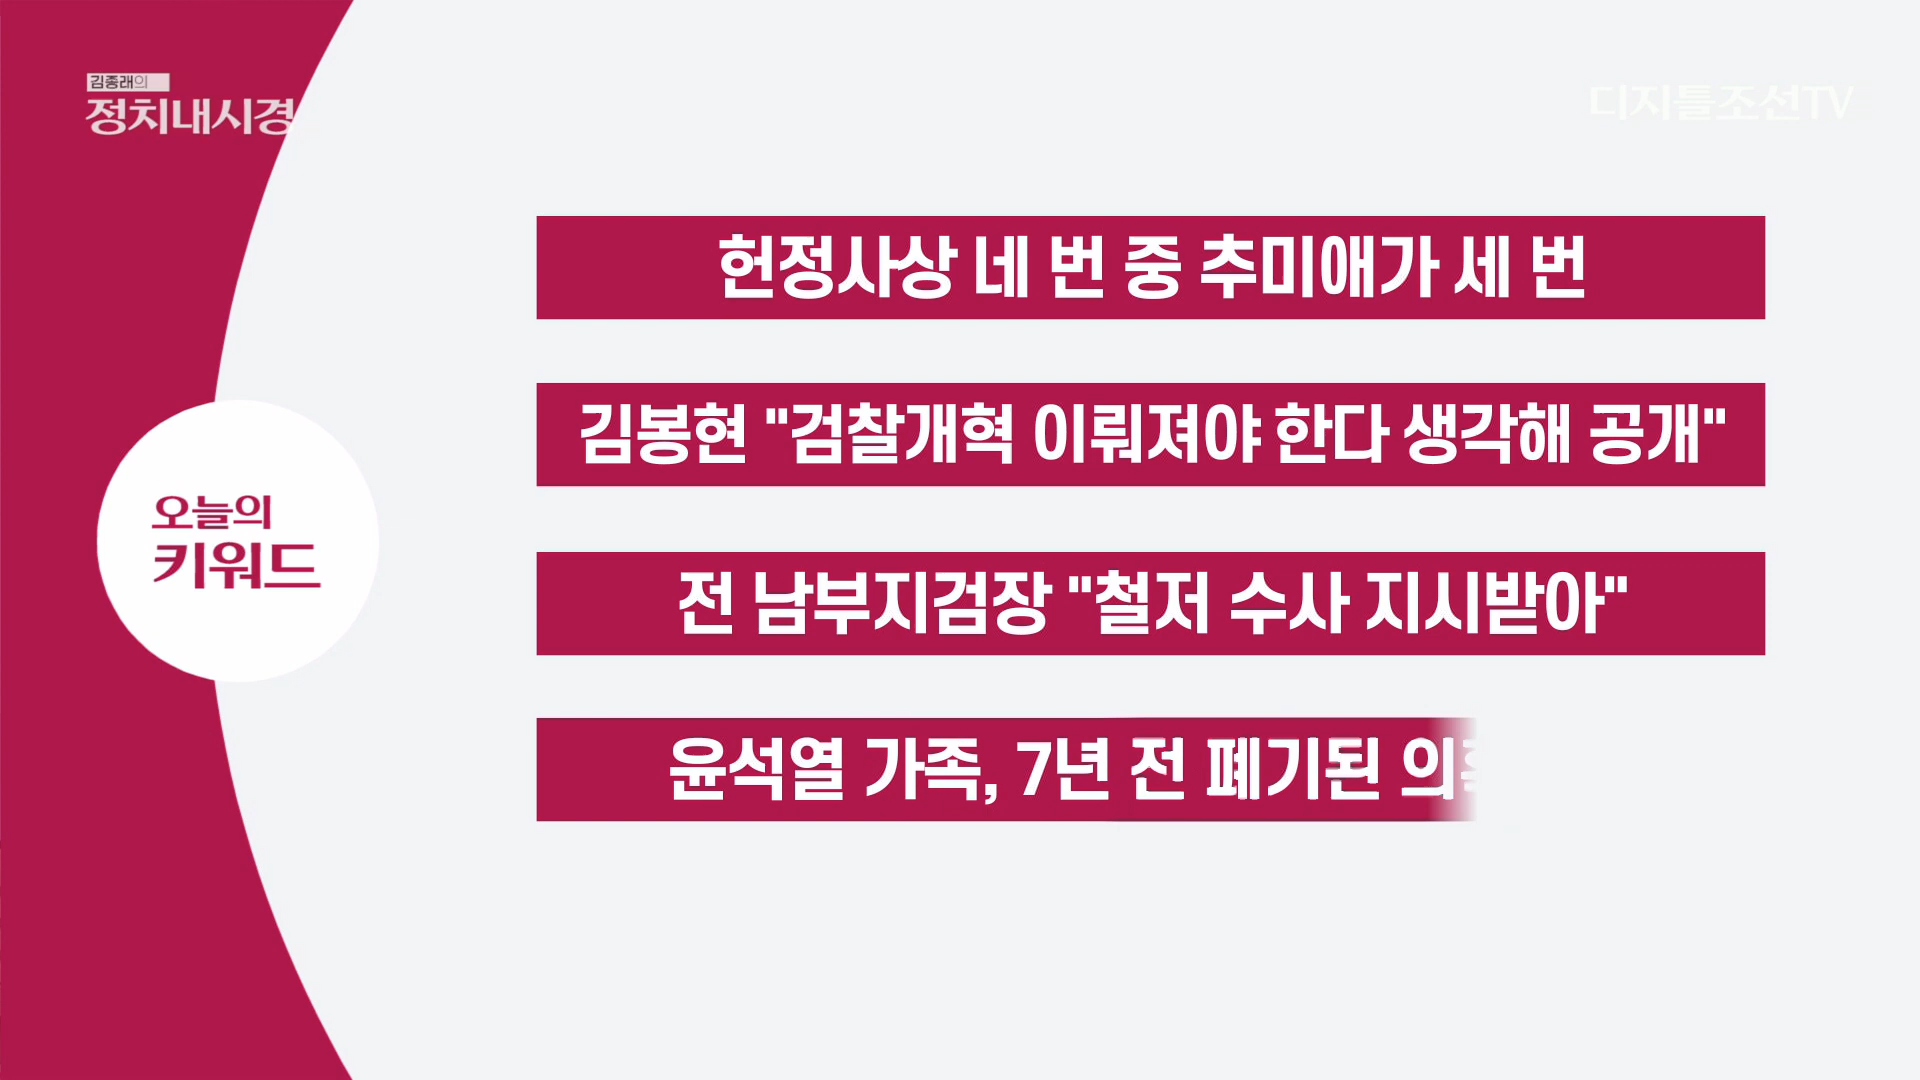 김종래의
정치내시경
디지틀조선TV
헌정사상 네 번 중 추미애가 세 번
김봉현 "검찰개혁 이뤄져야 한다 생각해 공개"
오늘의
키워드
전 남부지검장 "철저 수사 지시받아"
윤석열 가족, 7년 전 폐기된